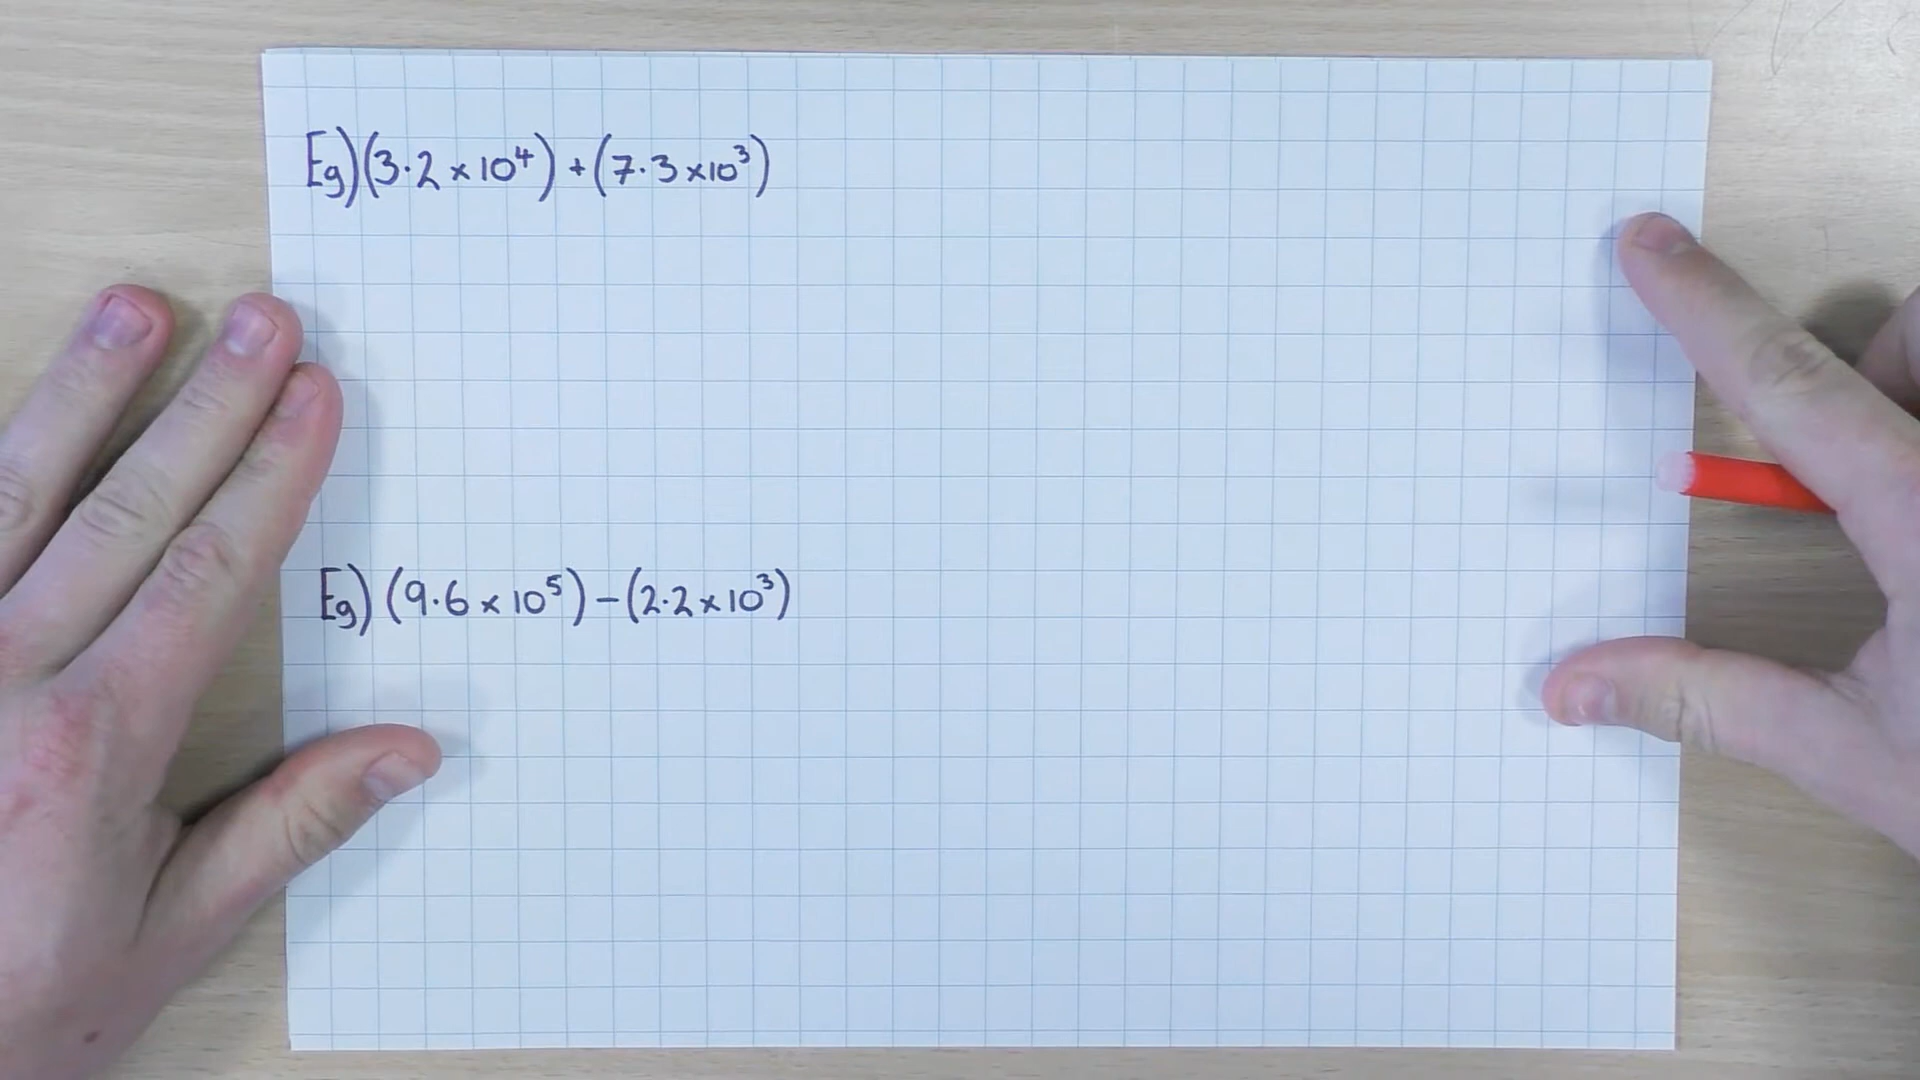 Eg) (3·2 × 10⁴) + (7·3 × 10³)
Eg) (9·6 × 10⁵) − (2·2 × 10³)